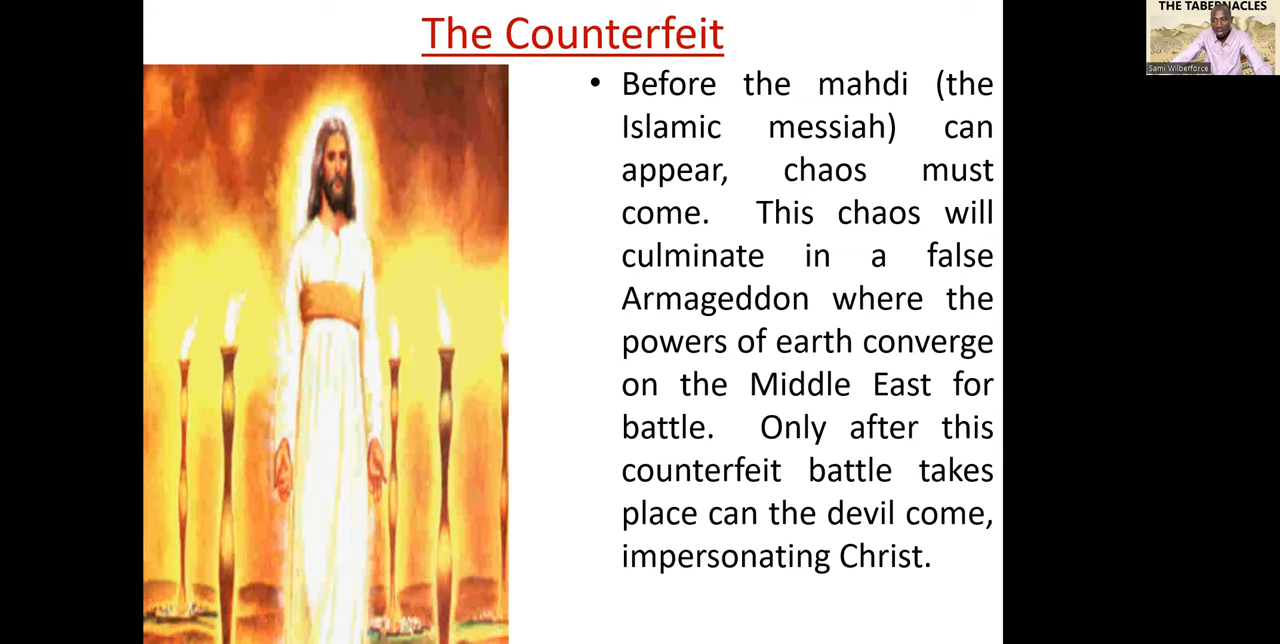 The Counterfeit
THE TABERNACLES
Sami Wilberforce
• Before the mahdi (the
Islamic messiah) can
appear, chaos must
come. This chaos will
culminate in a false
Armageddon where the
powers of earth converge
on the Middle East for
battle. Only after this
counterfeit battle takes
place can the devil come,
impersonating Christ.